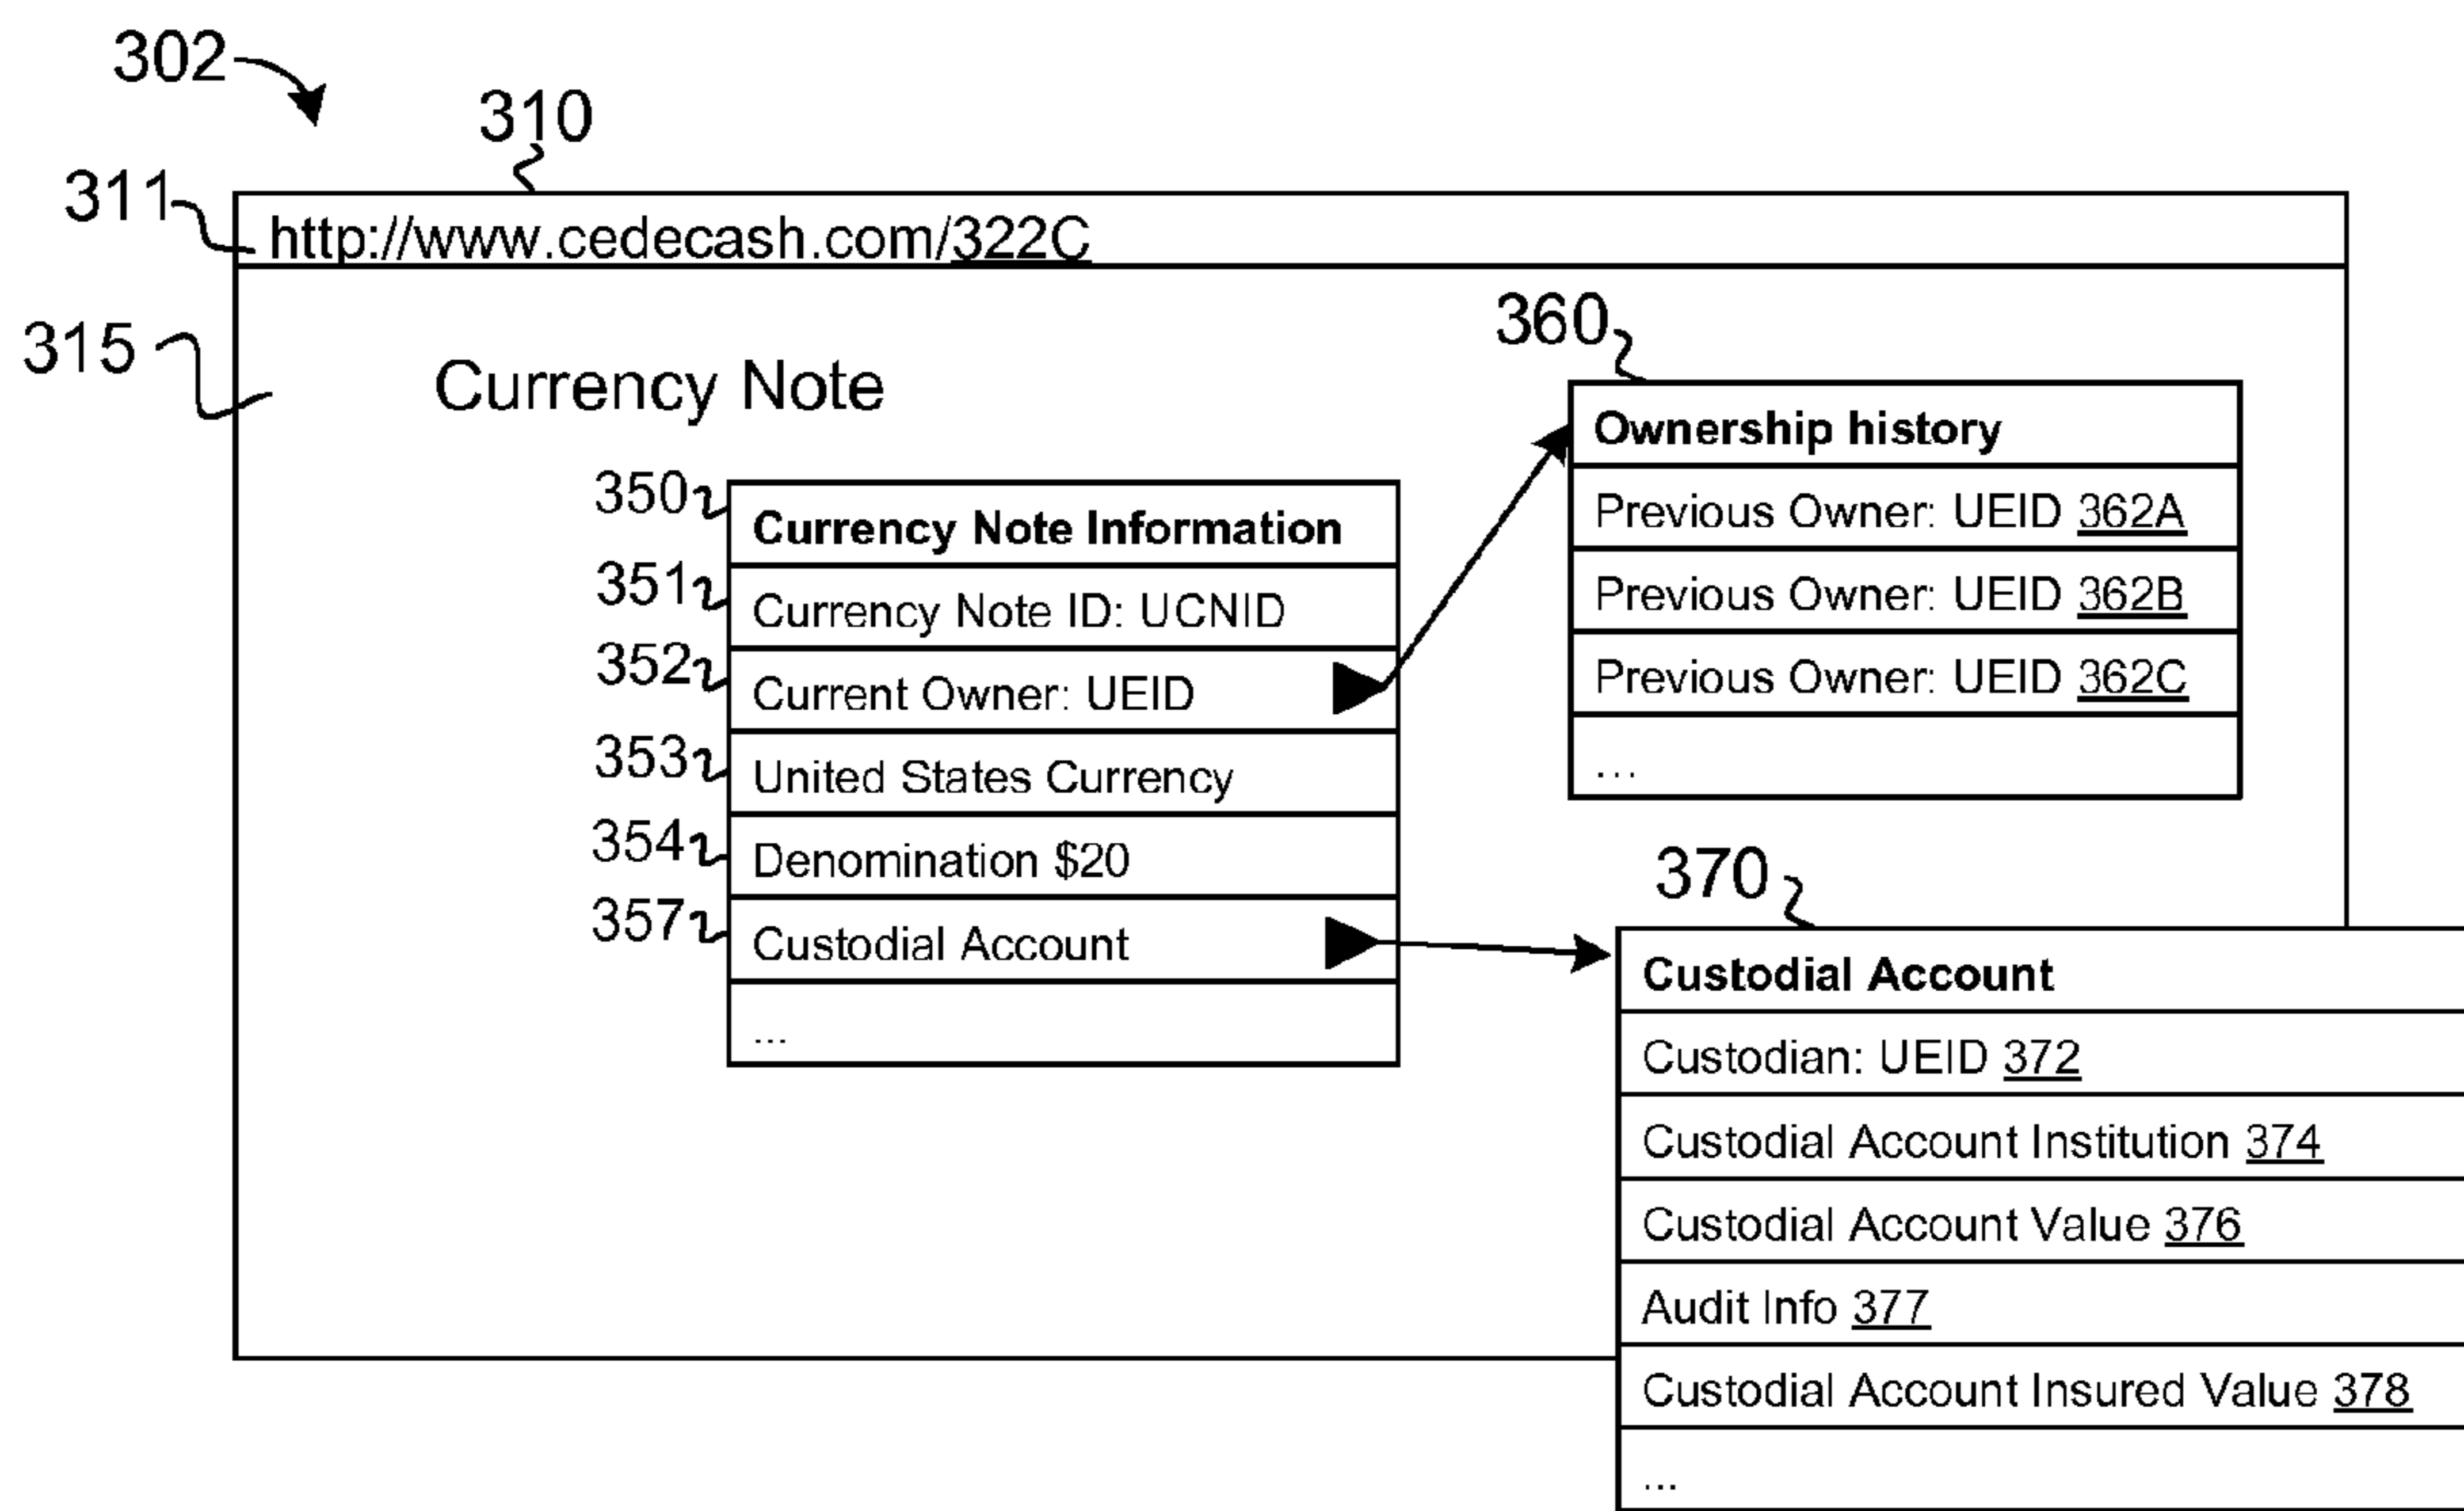 302
310
311
http://www.cedecash.com/322C
315
Currency Note
350
Currency Note Information
351
Currency Note ID: UCNID
352
Current Owner: UEID
353
United States Currency
354
Denomination $20
357
Custodial Account
...
360
Ownership history
Previous Owner: UEID 362A
Previous Owner: UEID 362B
Previous Owner: UEID 362C
...
370
Custodial Account
Custodian: UEID 372
Custodial Account Institution 374
Custodial Account Value 376
Audit Info 377
Custodial Account Insured Value 378
...